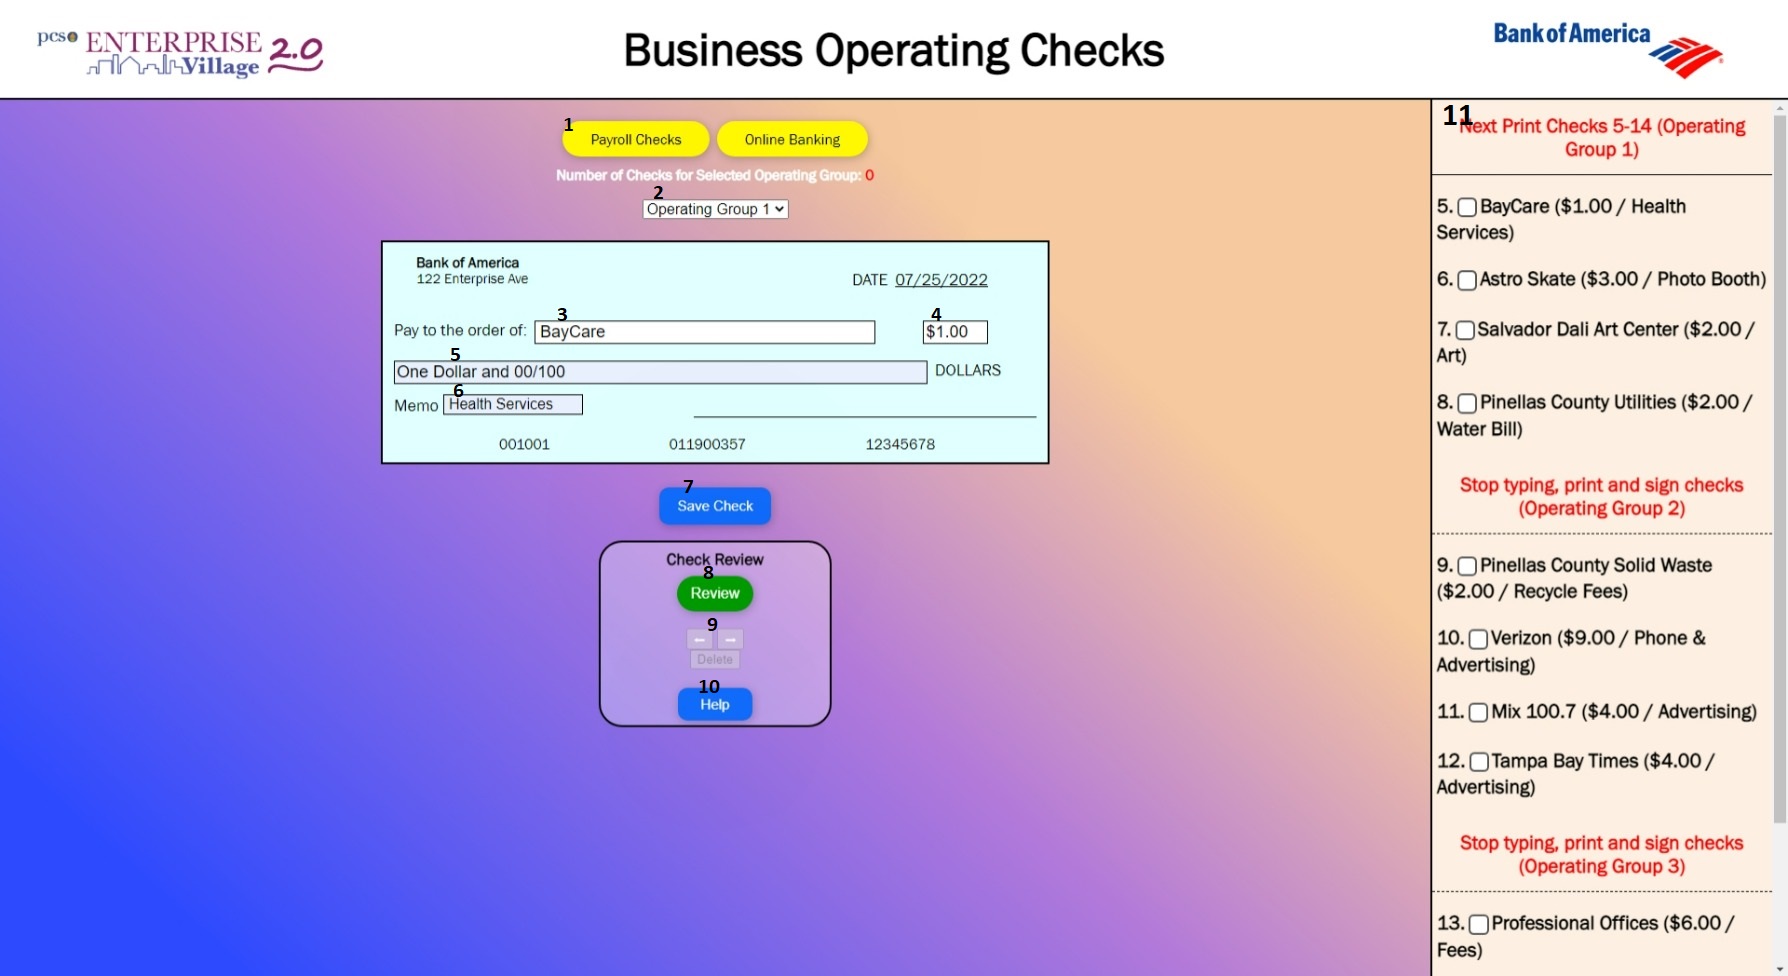 pcs ENTERPRISE Village 2.0
Business Operating Checks
Bank of America
1
Payroll Checks
Online Banking
Number of Checks for Selected Operating Group: 0
2
Operating Group 1
Bank of America
122 Enterprise Ave
DATE 07/25/2022
3
4
Pay to the order of: BayCare $1.00
5
One Dollar and 00/100 DOLLARS
6
Memo Health Services
001001 011900357 12345678
7
Save Check
Check Review
8
Review
9
← →
Delete
10
Help
11
Next Print Checks 5-14 (Operating
Group 1)
5. BayCare ($1.00 / Health
Services)
6. Astro Skate ($3.00 / Photo Booth)
7. Salvador Dali Art Center ($2.00 /
Art)
8. Pinellas County Utilities ($2.00 /
Water Bill)
Stop typing, print and sign checks
(Operating Group 2)
9. Pinellas County Solid Waste
($2.00 / Recycle Fees)
10. Verizon ($9.00 / Phone &
Advertising)
11. Mix 100.7 ($4.00 / Advertising)
12. Tampa Bay Times ($4.00 /
Advertising)
Stop typing, print and sign checks
(Operating Group 3)
13. Professional Offices ($6.00 /
Fees)